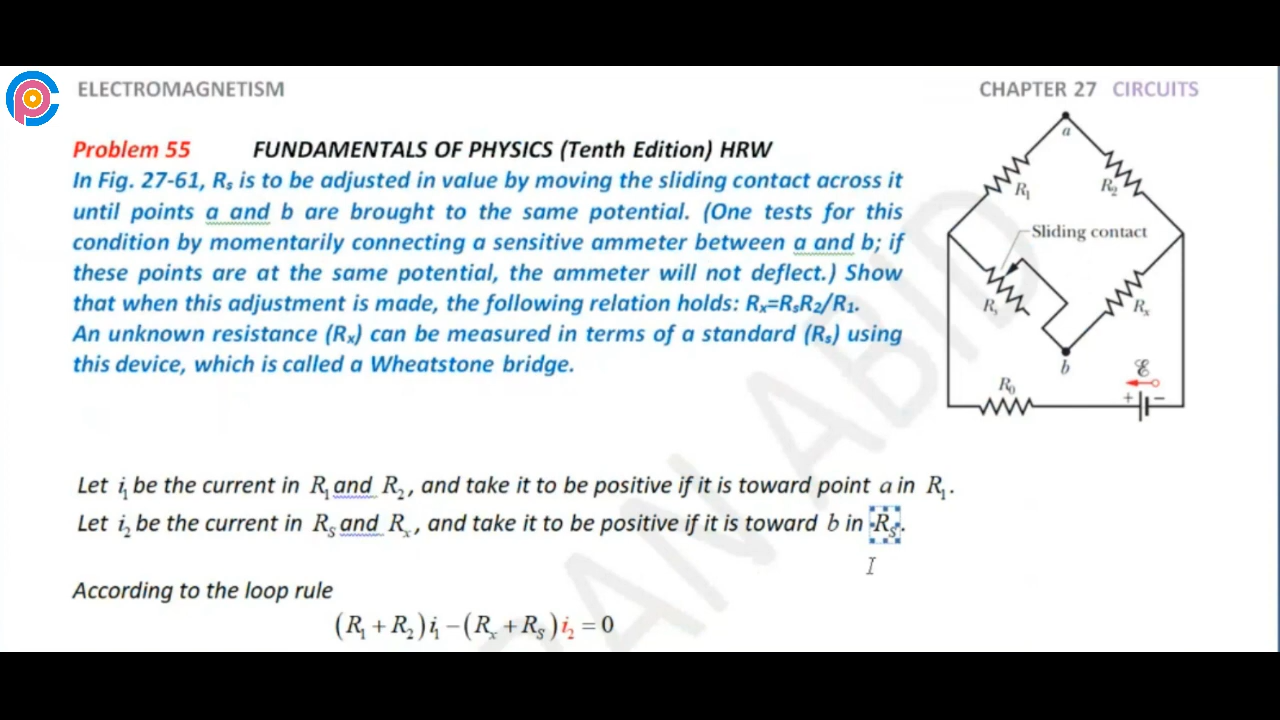 ELECTROMAGNETISM
CHAPTER 27 CIRCUITS
Problem 55 FUNDAMENTALS OF PHYSICS (Tenth Edition) HRW
In Fig. 27-61, Rₛ is to be adjusted in value by moving the sliding contact across it
until points a and b are brought to the same potential. (One tests for this
condition by momentarily connecting a sensitive ammeter between a and b; if
these points are at the same potential, the ammeter will not deflect.) Show
that when this adjustment is made, the following relation holds: Rₓ=RₛR₂/R₁.
An unknown resistance (Rₓ) can be measured in terms of a standard (Rₛ) using
this device, which is called a Wheatstone bridge.
a
R₁
R₂
Sliding contact
Rₛ
Rₓ
b
ℰ
R₀
+ −
Let i₁ be the current in R₁ and R₂, and take it to be positive if it is toward point a in R₁.
Let i₂ be the current in Rₛ and Rₓ, and take it to be positive if it is toward b in Rₛ.
According to the loop rule
(R₁ + R₂)i₁ − (Rₓ + Rₛ)i₂ = 0